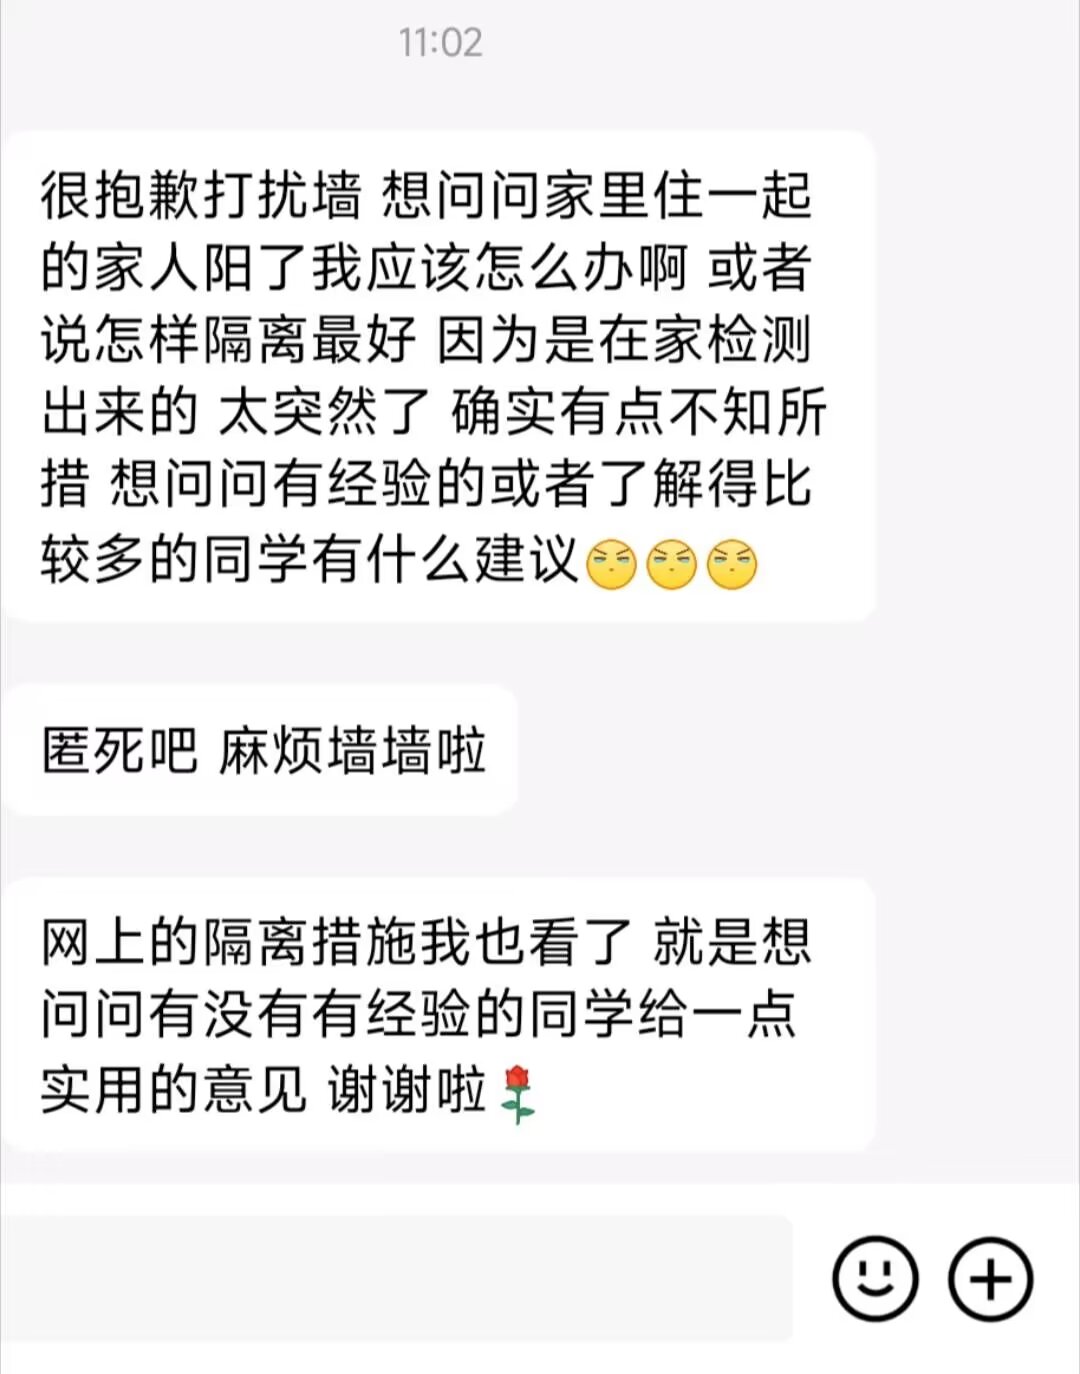 11:02
很抱歉打扰墙 想问问家里住一起
的家人阳了我应该怎么办啊 或者
说怎样隔离最好 因为是在家检测
出来的 太突然了 确实有点不知所
措 想问问有经验的或者了解得比
较多的同学有什么建议
匿死吧 麻烦墙墙啦
网上的隔离措施我也看了 就是想
问问有没有有经验的同学给一点
实用的意见 谢谢啦